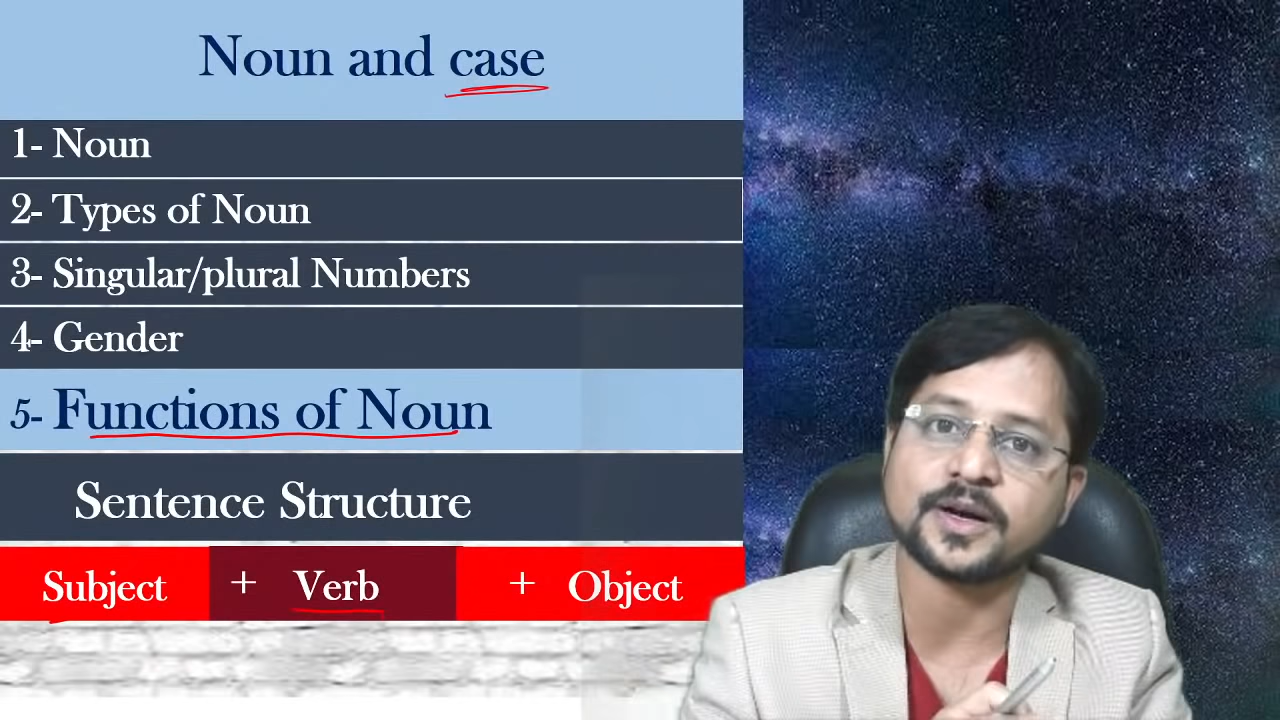 Noun and case
1- Noun
2- Types of Noun
3- Singular/plural Numbers
4- Gender
5- Functions of Noun
Sentence Structure
Subject + Verb + Object